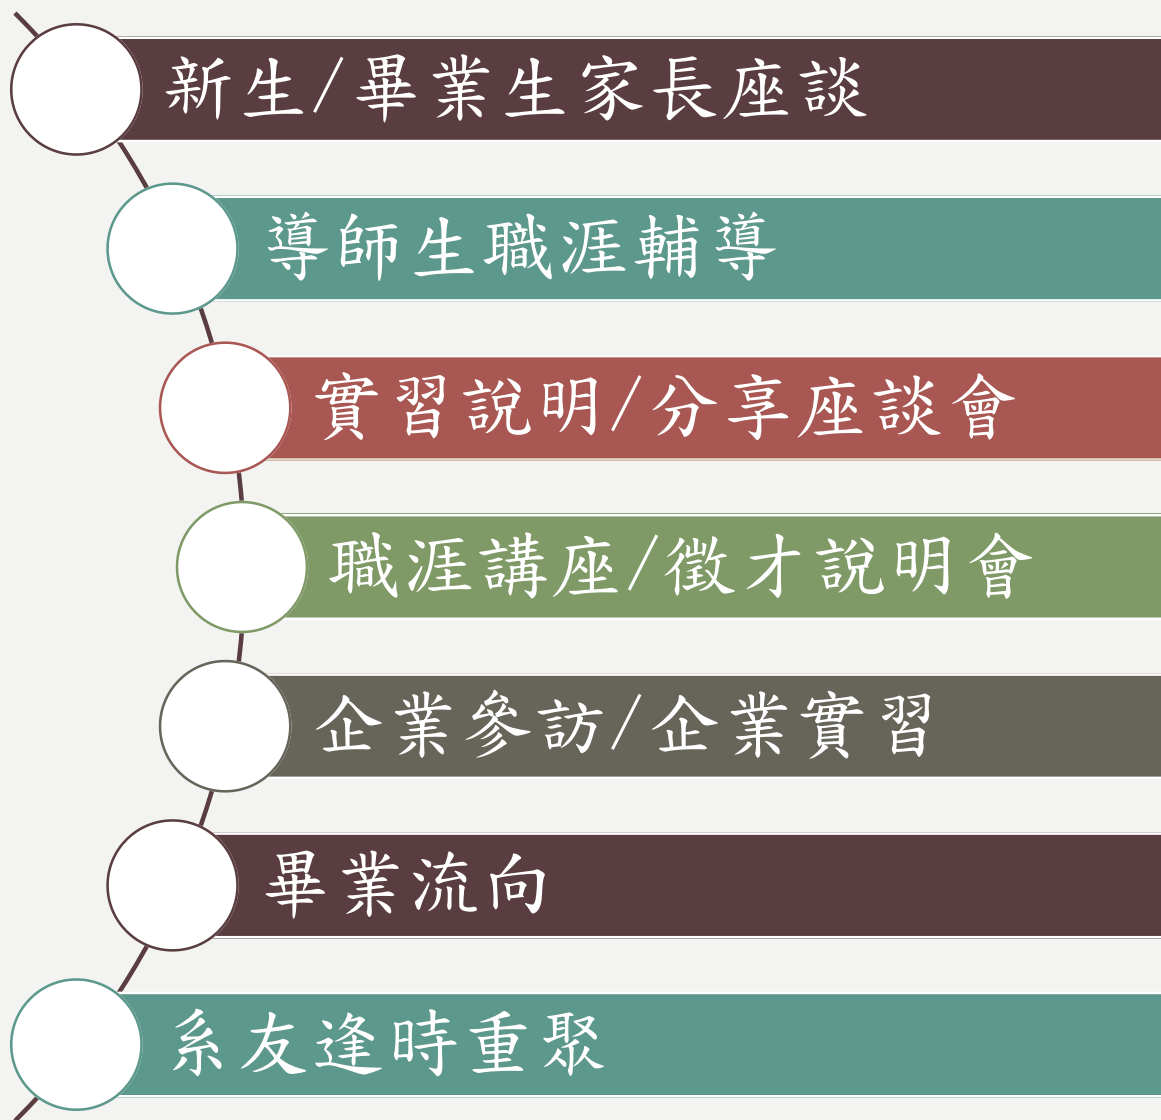 新生/畢業生家長座談
導師生職涯輔導
實習說明/分享座談會
職涯講座/徵才說明會
企業參訪/企業實習
畢業流向
系友逢時重聚